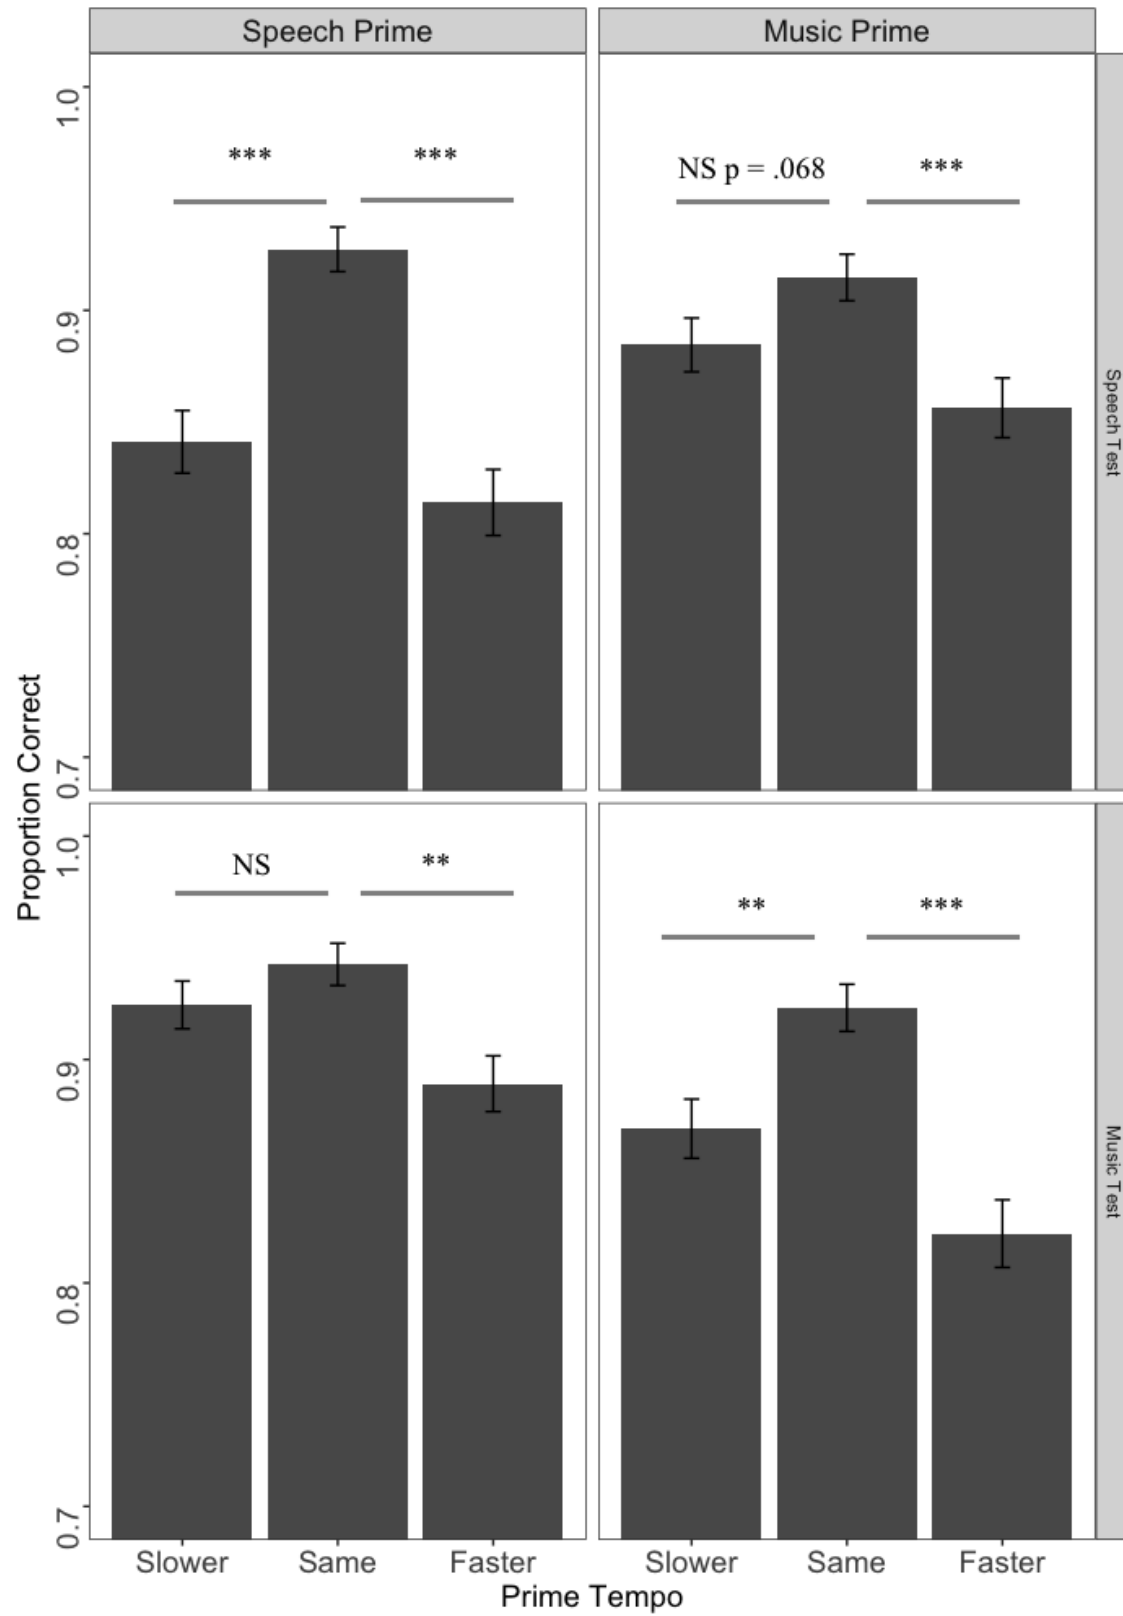 Speech Prime
Music Prime
1.0
0.9
0.8
0.7
*** ***
NS p = .068 ***
Speech Test
Proportion Correct
1.0
0.9
0.8
0.7
NS **
** ***
Music Test
Slower Same Faster
Slower Same Faster
Prime Tempo